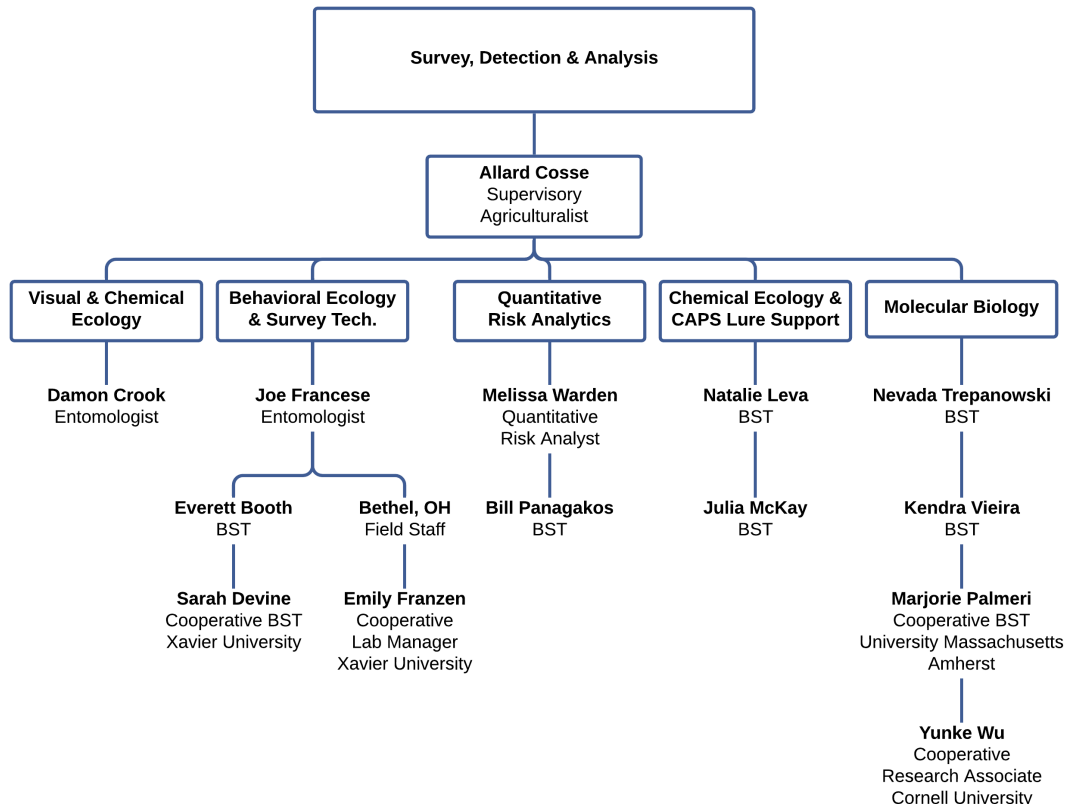 Survey, Detection & Analysis
Allard Cosse
Supervisory
Agriculturalist
Visual & Chemical
Ecology
Behavioral Ecology
& Survey Tech.
Quantitative
Risk Analytics
Chemical Ecology &
CAPS Lure Support
Molecular Biology
Damon Crook
Entomologist
Joe Francese
Entomologist
Melissa Warden
Quantitative
Risk Analyst
Natalie Leva
BST
Nevada Trepanowski
BST
Everett Booth
BST
Bethel, OH
Field Staff
Bill Panagakos
BST
Julia McKay
BST
Kendra Vieira
BST
Sarah Devine
Cooperative BST
Xavier University
Emily Franzen
Cooperative
Lab Manager
Xavier University
Marjorie Palmeri
Cooperative BST
University Massachusetts
Amherst
Yunke Wu
Cooperative
Research Associate
Cornell University